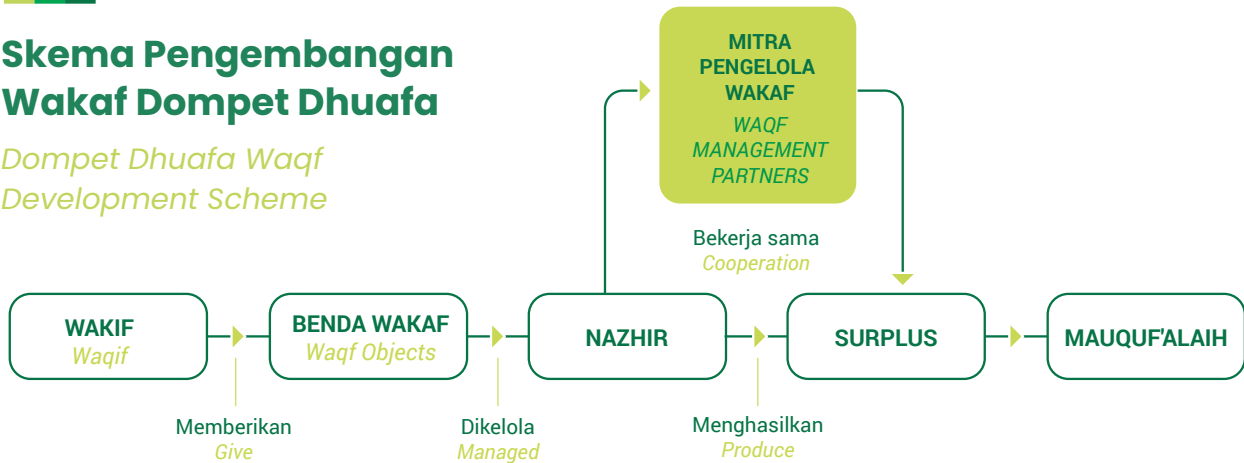 Skema Pengembangan
Wakaf Dompet Dhuafa
Dompet Dhuafa Waqf
Development Scheme
MITRA
PENGELOLA
WAKAF
WAQF
MANAGEMENT
PARTNERS
Bekerja sama
Cooperation
WAKIF
Waqif
BENDA WAKAF
Waqf Objects
NAZHIR
SURPLUS
MAUQUF'ALAIH
Memberikan
Give
Dikelola
Managed
Menghasilkan
Produce